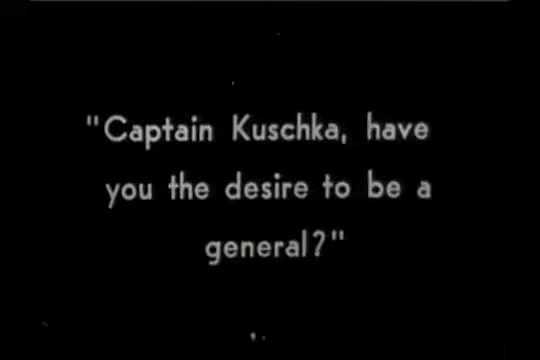 "Captain Kuschka, have
you the desire to be a
general?"